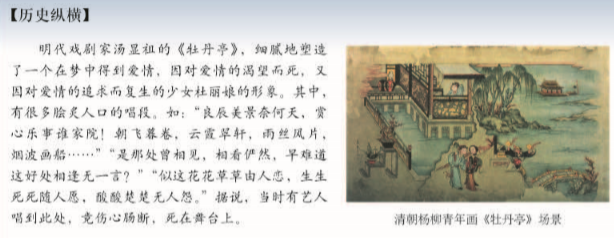 【历史纵横】
明代戏剧家汤显祖的《牡丹亭》，细腻地塑造
了一个在梦中得到爱情，因对爱情的渴望而死，又
因对爱情的追求而复生的少女杜丽娘的形象。其中，
有很多脍炙人口的唱段。如：“良辰美景奈何天，赏
心乐事谁家院！朝飞暮卷，云霞翠轩，雨丝风片，
烟波画船……”“是那处曾相见，相看俨然，早难道
这好处相逢无一言？”“似这花花草草由人恋，生生
死死随人愿，酸酸楚楚无人怨。”据说，当时有艺人
唱到此处，竟伤心肠断，死在舞台上。
清朝杨柳青年画《牡丹亭》场景